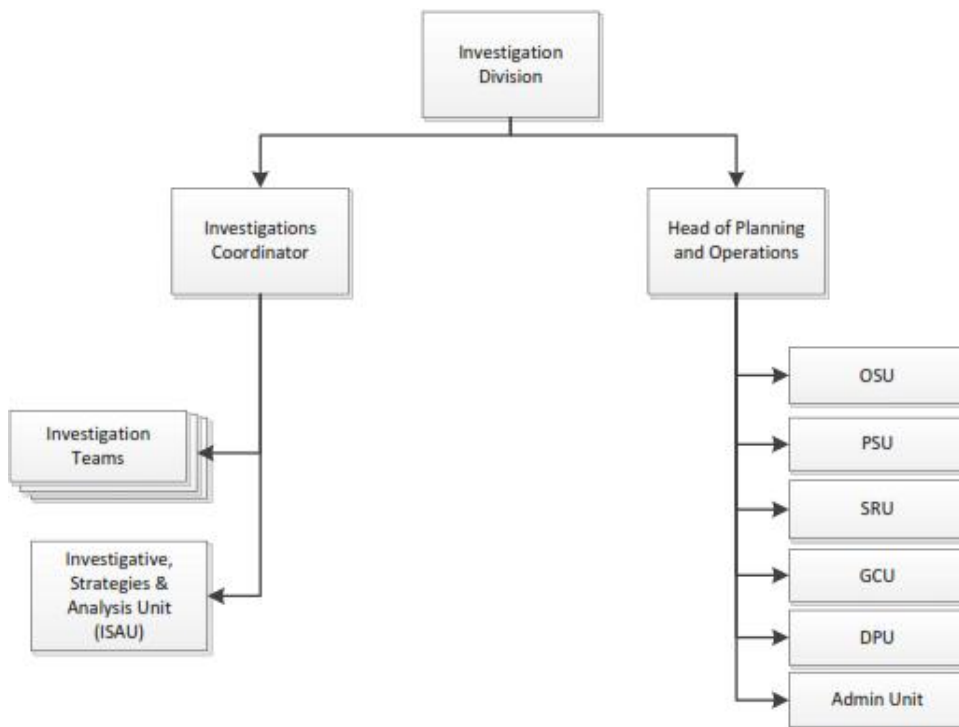 Investigation
Division
Investigations
Coordinator
Head of Planning
and Operations
OSU
Investigation
Teams
PSU
SRU
Investigative,
Strategies &
Analysis Unit
(ISAU)
GCU
DPU
Admin Unit